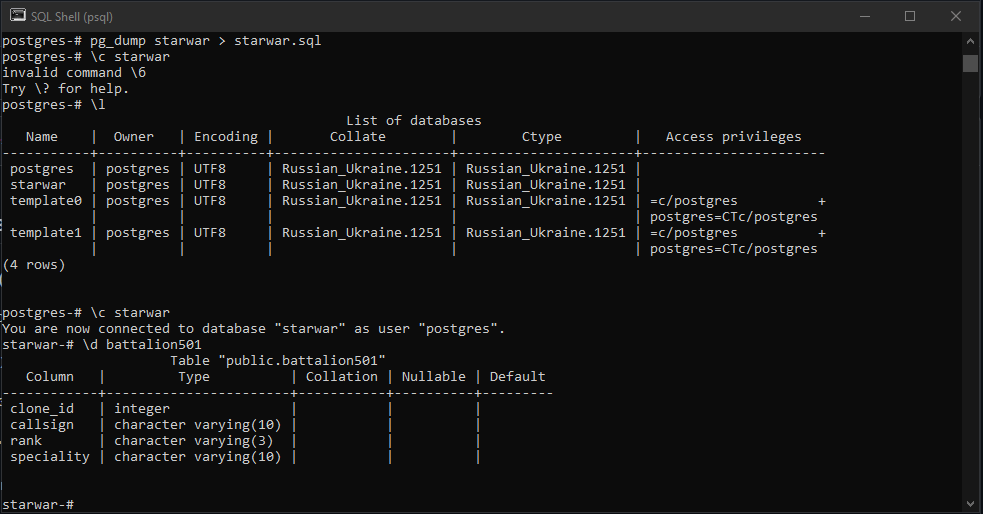 SQL Shell (psql)
postgres-# pg_dump starwar > starwar.sql
postgres-# \c starwar
invalid command \6
Try \? for help.
postgres-# \l
                                           List of databases
   Name    |  Owner   | Encoding |       Collate        |        Ctype         |   Access privileges
-----------+----------+----------+----------------------+----------------------+-----------------------
 postgres  | postgres | UTF8     | Russian_Ukraine.1251 | Russian_Ukraine.1251 |
 starwar   | postgres | UTF8     | Russian_Ukraine.1251 | Russian_Ukraine.1251 |
 template0 | postgres | UTF8     | Russian_Ukraine.1251 | Russian_Ukraine.1251 | =c/postgres          +
           |          |          |                      |                      | postgres=CTc/postgres
 template1 | postgres | UTF8     | Russian_Ukraine.1251 | Russian_Ukraine.1251 | =c/postgres          +
           |          |          |                      |                      | postgres=CTc/postgres
(4 rows)
postgres-# \c starwar
You are now connected to database "starwar" as user "postgres".
starwar-# \d battalion501
                     Table "public.battalion501"
   Column   |         Type          | Collation | Nullable | Default
------------+-----------------------+-----------+----------+---------
 clone_id   | integer               |           |          |
 callsign   | character varying(10) |           |          |
 rank       | character varying(3)  |           |          |
 speciality | character varying(10) |           |          |
starwar-#